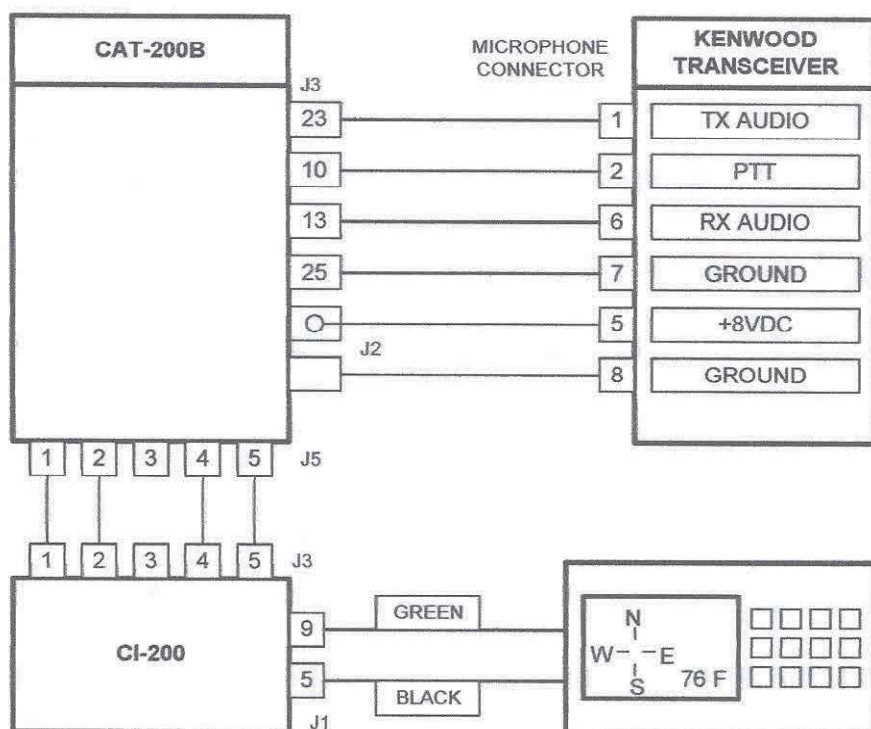 CAT-200B
MICROPHONE
CONNECTOR
KENWOOD
TRANSCEIVER
J3
23
1
TX AUDIO
10
2
PTT
13
6
RX AUDIO
25
7
GROUND
5
+8VDC
J2
8
GROUND
1 2 3 4 5 J5
1 2 3 4 5 J3
CI-200
9
GREEN
5
BLACK
J1
N
W E
S
76 F